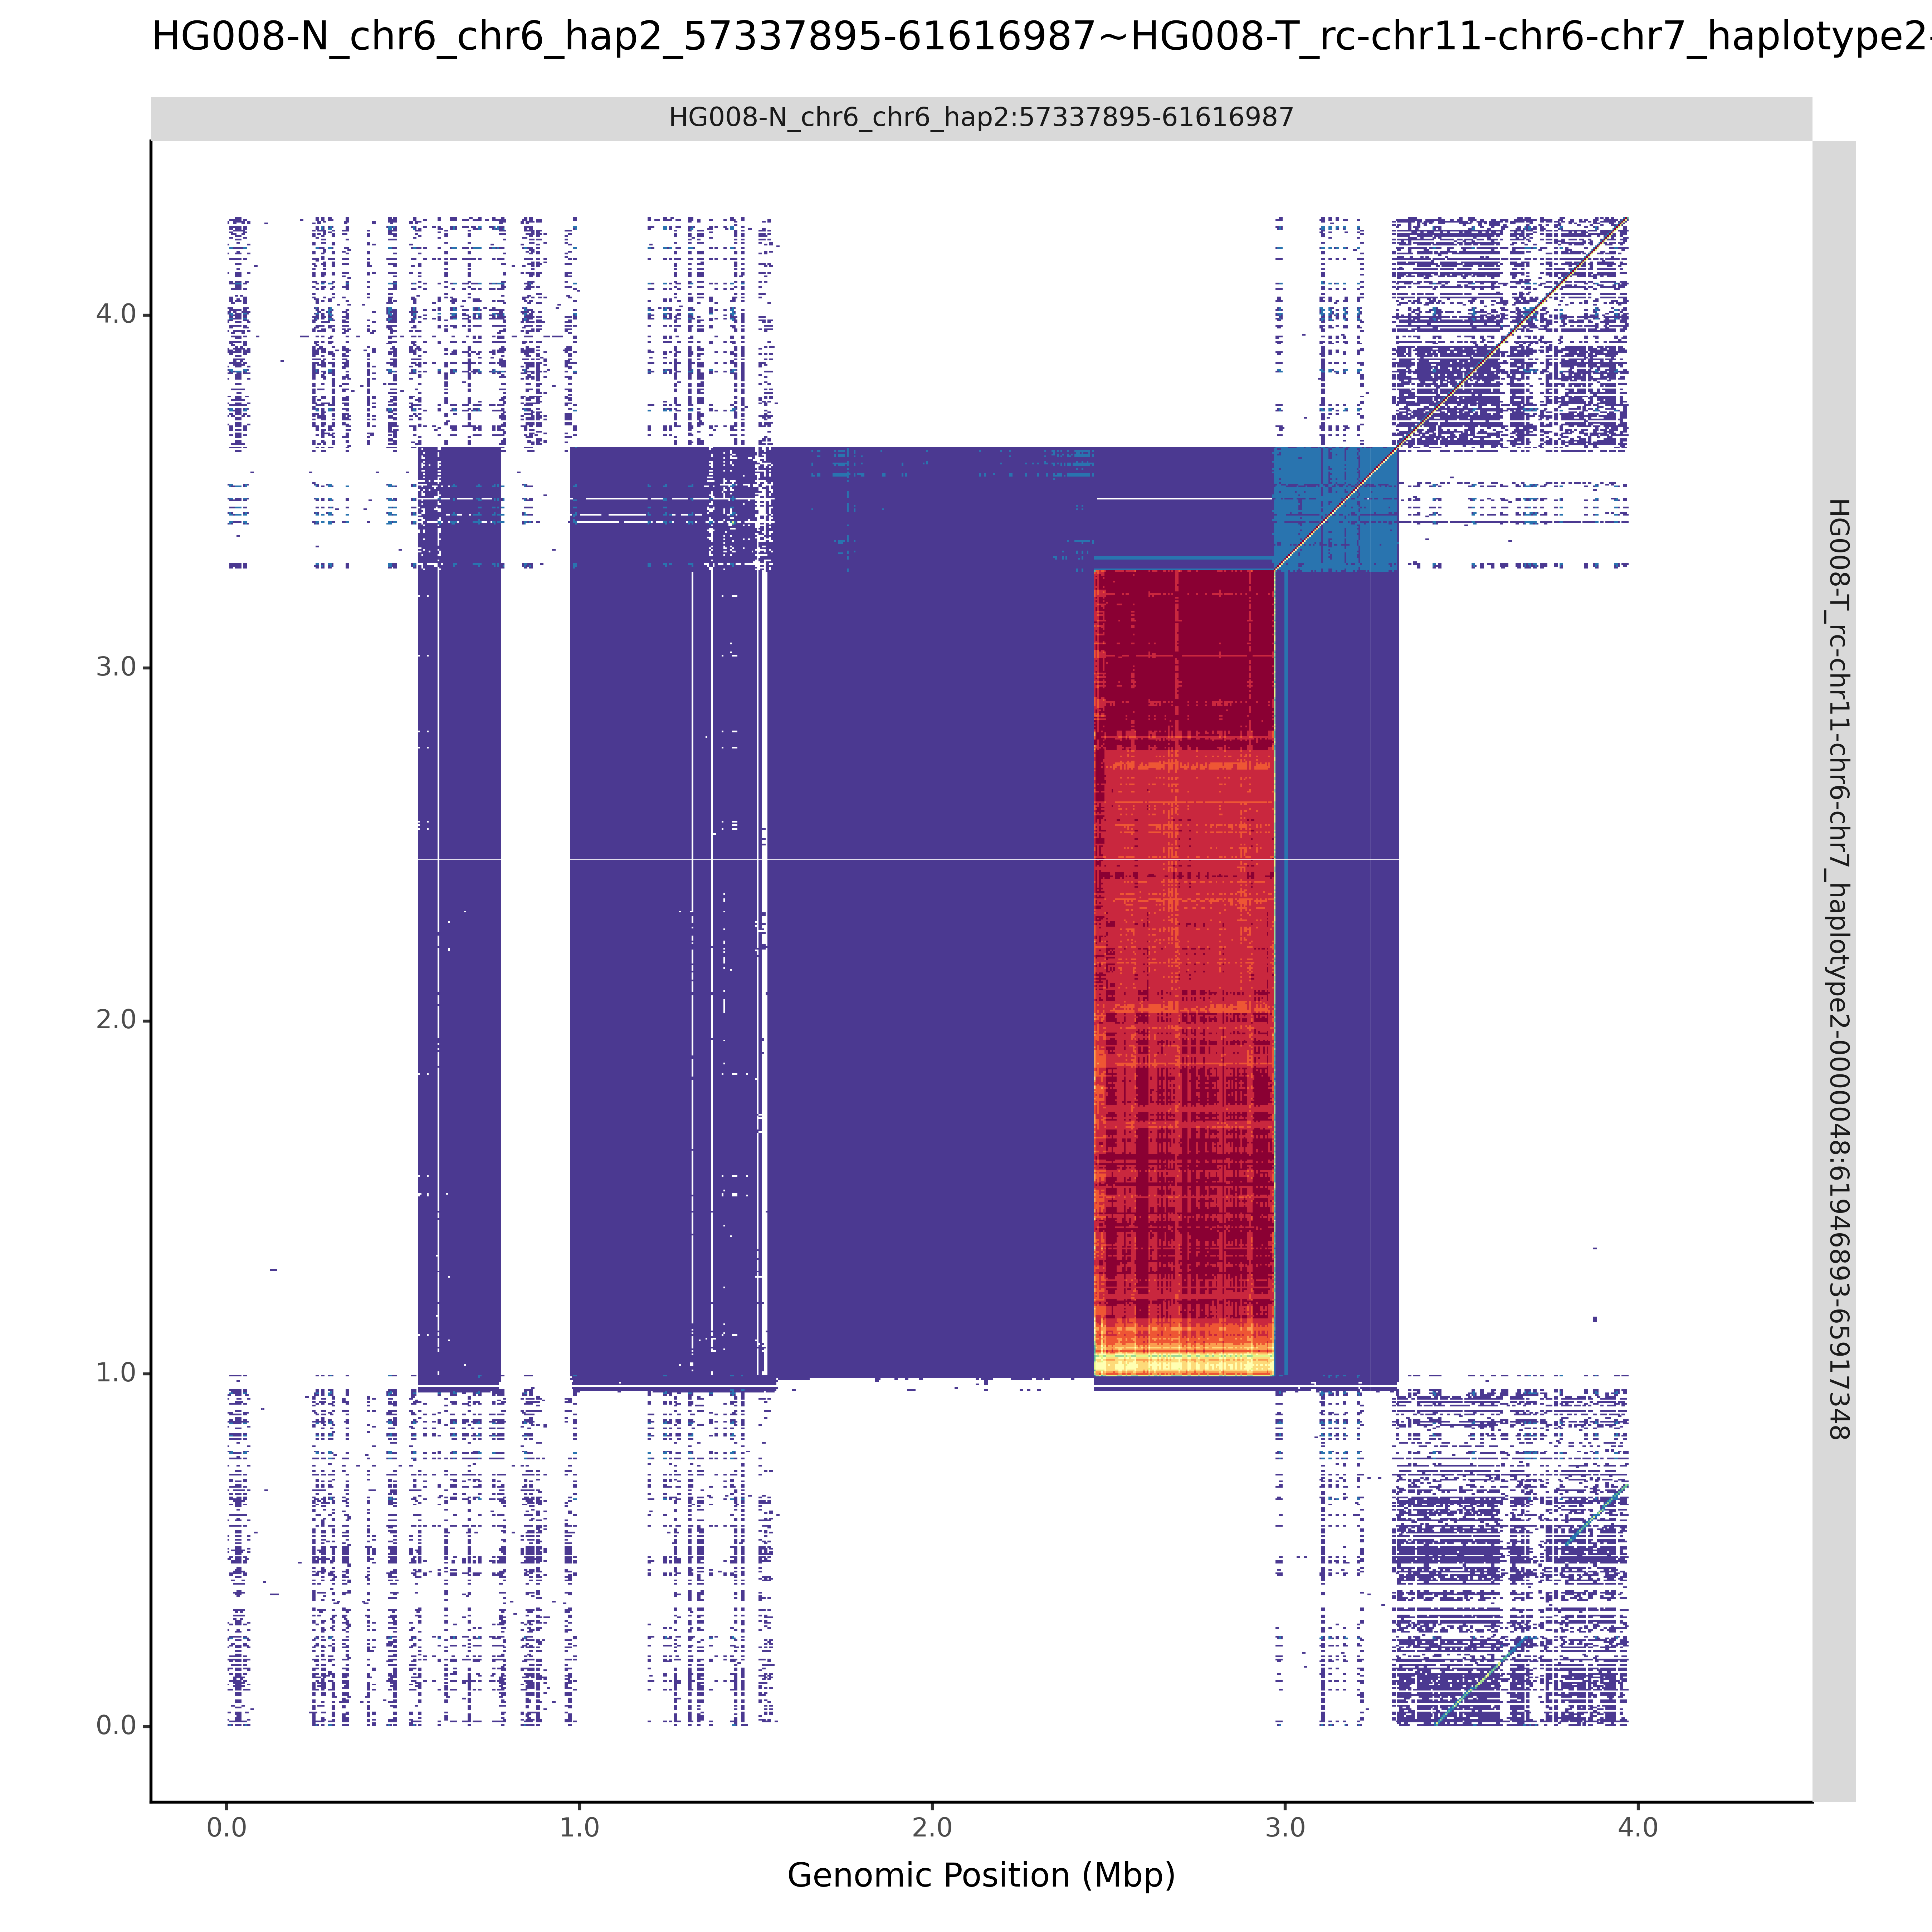 HG008-N_chr6_chr6_hap2_57337895-61616987~HG008-T_rc-chr11-chr6-chr7_haplotype2-
HG008-N_chr6_chr6_hap2:57337895-61616987
HG008-T_rc-chr11-chr6-chr7_haplotype2-0000048:61946893-65917348
4.0
3.0
2.0
1.0
0.0
0.0 1.0 2.0 3.0 4.0
Genomic Position (Mbp)